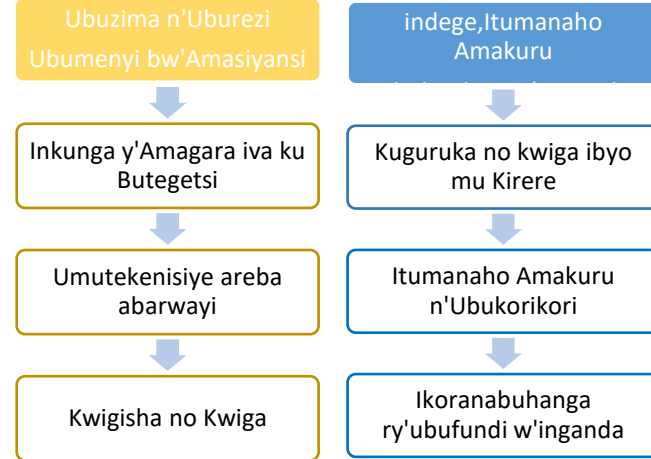 Ubuzima n'Uburezi
Ubumenyi bw'Amasiyansi
Inkunga y'Amagara iva ku
Butegetsi
Umutekenisiye areba
abarwayi
Kwigisha no Kwiga
indege,Itumanaho
Amakuru
Kuguruka no kwiga ibyo
mu Kirere
Itumanaho Amakuru
n'Ubukorikori
Ikoranabuhanga
ry'ubufundi w'inganda